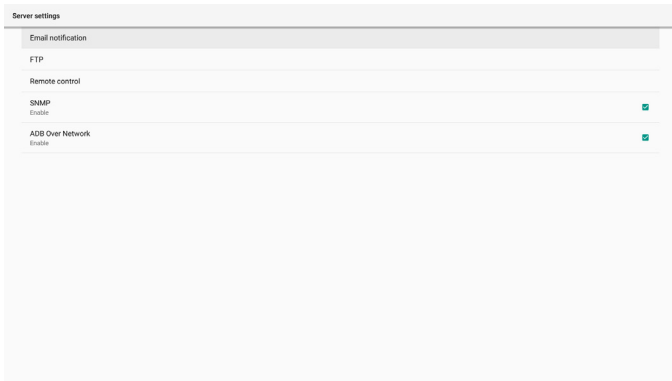 Server settings
Email notification
FTP
Remote control
SNMP
Enable
ADB Over Network
Enable